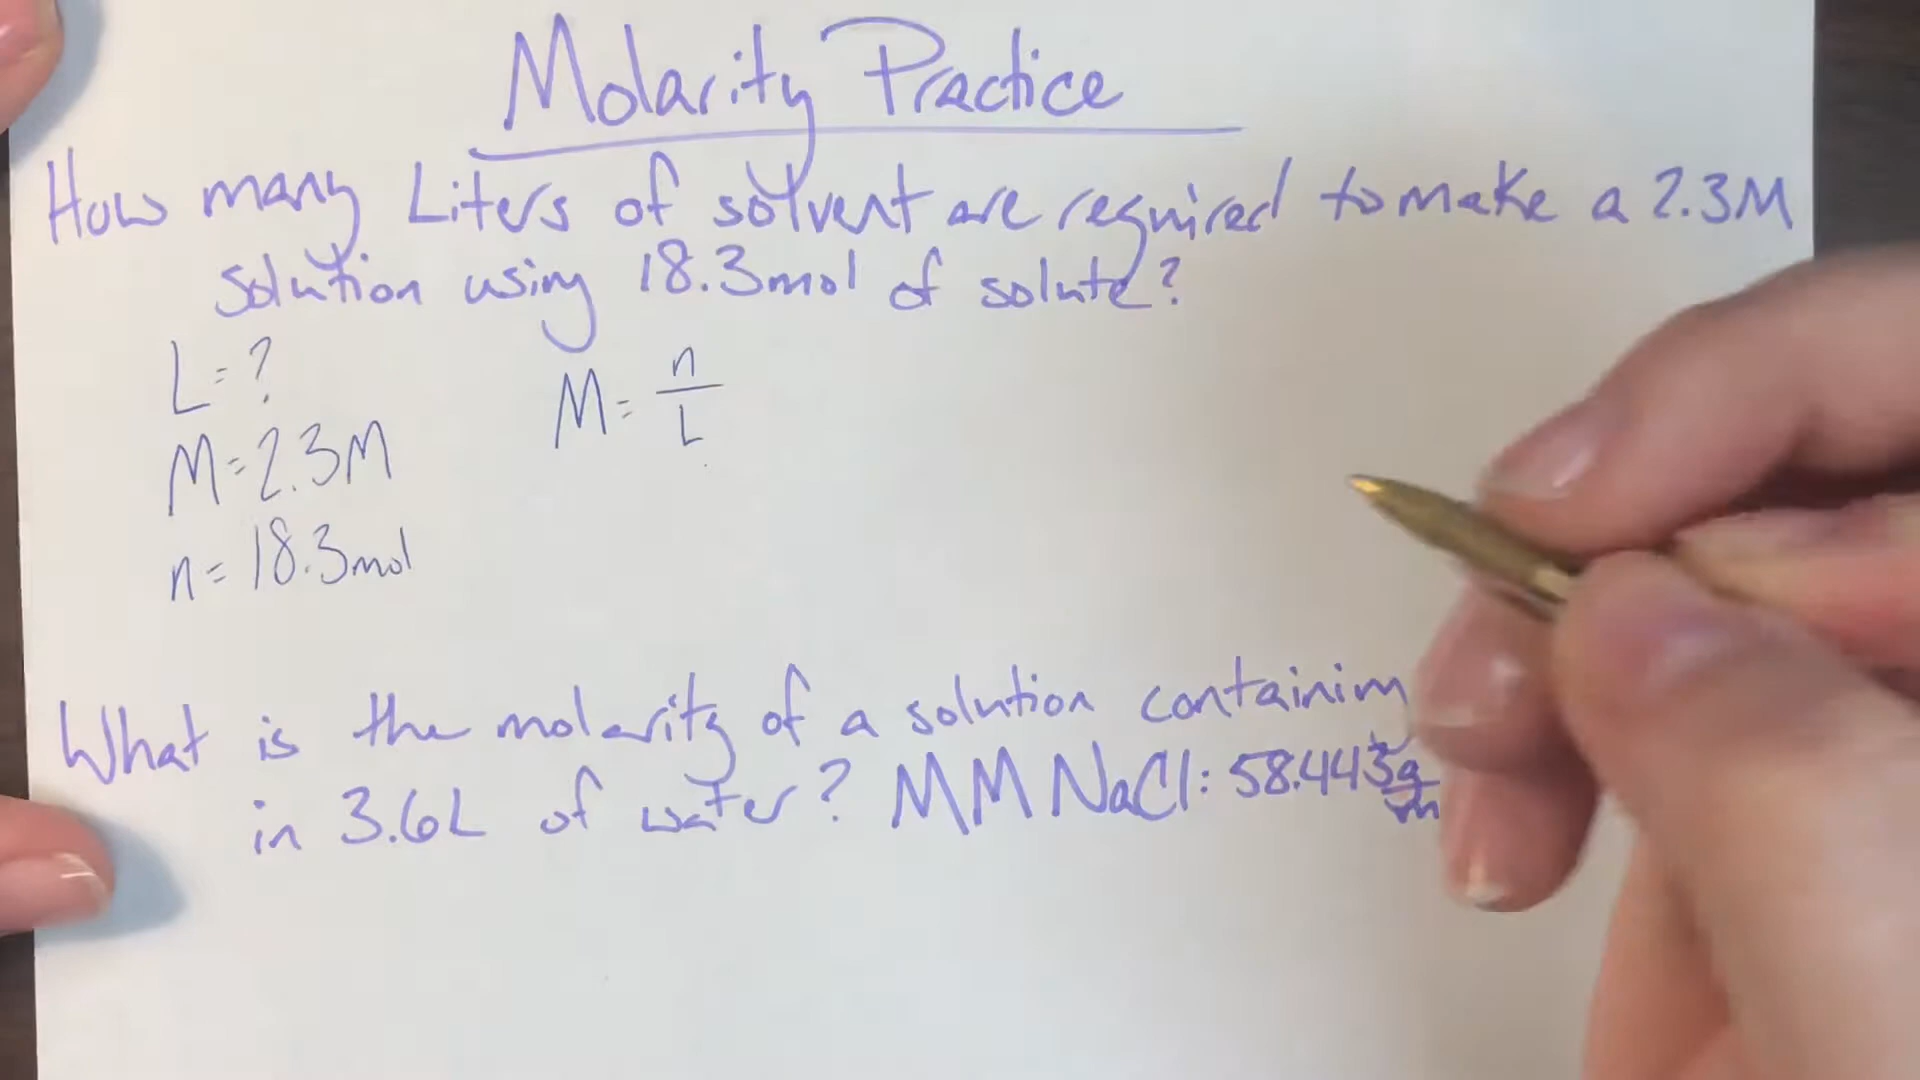 Molarity Practice
How many Liters of solvent are required to make a 2.3M
solution using 18.3mol of solute?
L=?
M=2.3M
n=18.3mol
M=n/L
What is the molarity of a solution containing
in 3.6L of water? MM NaCl: 58.443g/m